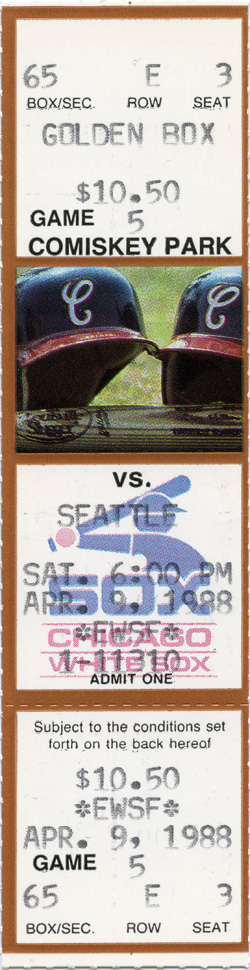 65 E 3
BOX/SEC. ROW SEAT
GOLDEN BOX
$10.50
GAME 5
COMISKEY PARK
C C
VS.
SEATTLE
SAT. 6:00 PM
APR. 9, 1988
SOX
*EWSF*
CHICAGO
1-11310
WHITE SOX
ADMIT ONE
Subject to the conditions set
forth on the back hereof
$10.50
*EWSF*
APR. 9, 1988
GAME 5
65 E 3
BOX/SEC. ROW SEAT